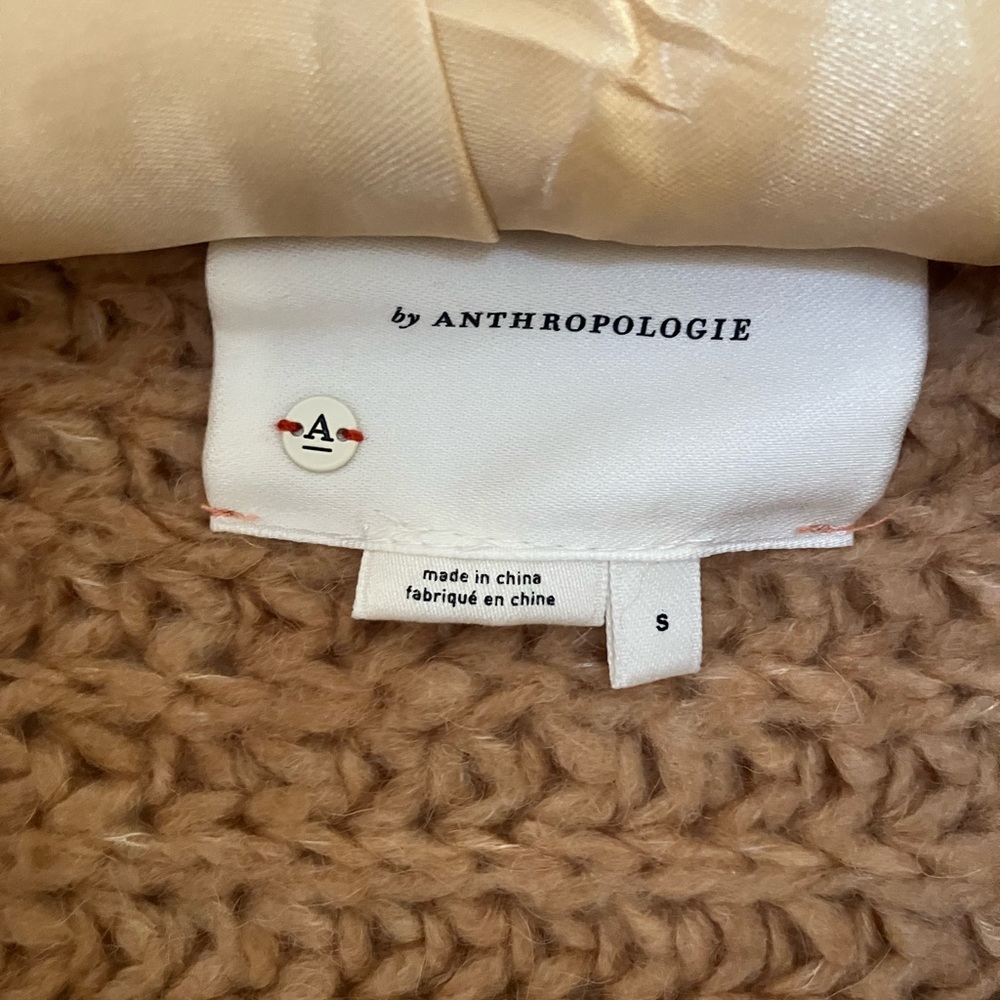 by ANTHROPOLOGIE
A
made in china
fabriqué en chine
S